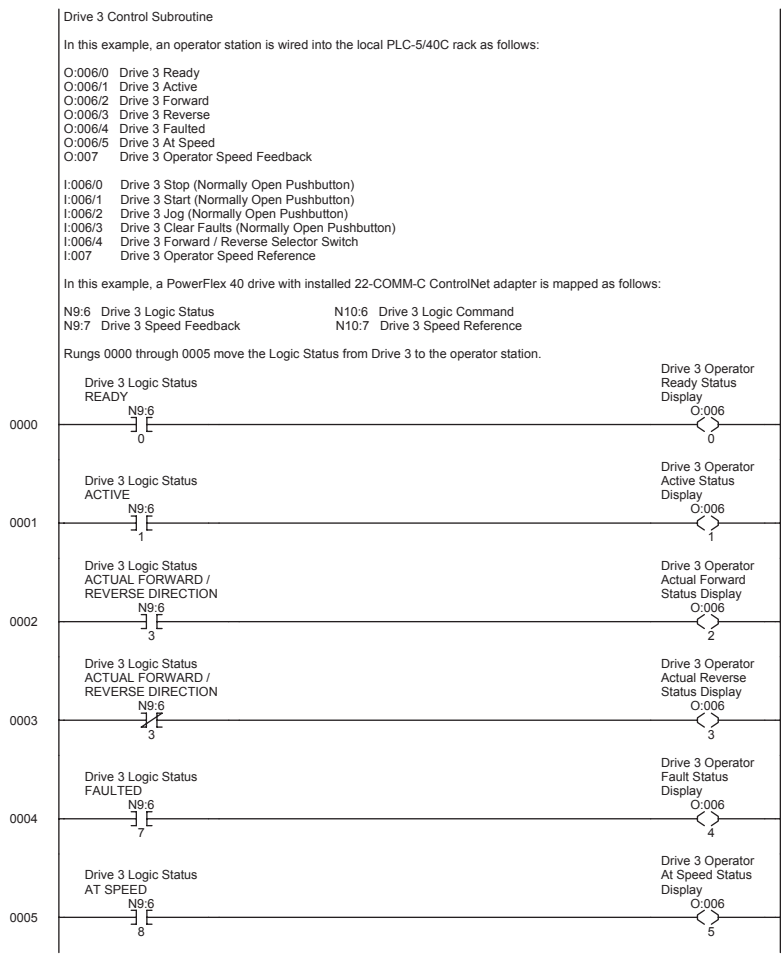 Drive 3 Control Subroutine
In this example, an operator station is wired into the local PLC-5/40C rack as follows:
O:006/0 Drive 3 Ready
O:006/1 Drive 3 Active
O:006/2 Drive 3 Forward
O:006/3 Drive 3 Reverse
O:006/4 Drive 3 Faulted
O:006/5 Drive 3 At Speed
O:007 Drive 3 Operator Speed Feedback
I:006/0 Drive 3 Stop (Normally Open Pushbutton)
I:006/1 Drive 3 Start (Normally Open Pushbutton)
I:006/2 Drive 3 Jog (Normally Open Pushbutton)
I:006/3 Drive 3 Clear Faults (Normally Open Pushbutton)
I:006/4 Drive 3 Forward / Reverse Selector Switch
I:007 Drive 3 Operator Speed Reference
In this example, a PowerFlex 40 drive with installed 22-COMM-C ControlNet adapter is mapped as follows:
N9:6 Drive 3 Logic Status N10:6 Drive 3 Logic Command
N9:7 Drive 3 Speed Feedback N10:7 Drive 3 Speed Reference
Rungs 0000 through 0005 move the Logic Status from Drive 3 to the operator station.
0000
Drive 3 Logic Status
READY
N9:6
0
Drive 3 Operator
Ready Status
Display
O:006
0
0001
Drive 3 Logic Status
ACTIVE
N9:6
1
Drive 3 Operator
Active Status
Display
O:006
1
0002
Drive 3 Logic Status
ACTUAL FORWARD /
REVERSE DIRECTION
N9:6
3
Drive 3 Operator
Actual Forward
Status Display
O:006
2
0003
Drive 3 Logic Status
ACTUAL FORWARD /
REVERSE DIRECTION
N9:6
3
Drive 3 Operator
Actual Reverse
Status Display
O:006
3
0004
Drive 3 Logic Status
FAULTED
N9:6
7
Drive 3 Operator
Fault Status
Display
O:006
4
0005
Drive 3 Logic Status
AT SPEED
N9:6
8
Drive 3 Operator
At Speed Status
Display
O:006
5